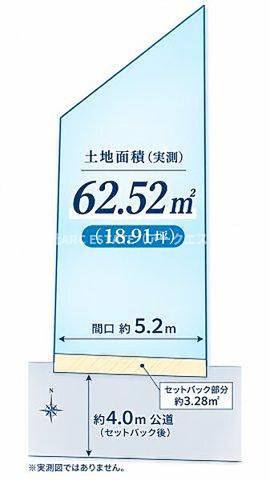 土地面積(実測)
62.52㎡
(18.91坪)
間口 約5.2m
セットバック部分
約3.28㎡
N
約4.0m 公道
(セットバック後)
※実測図ではありません。